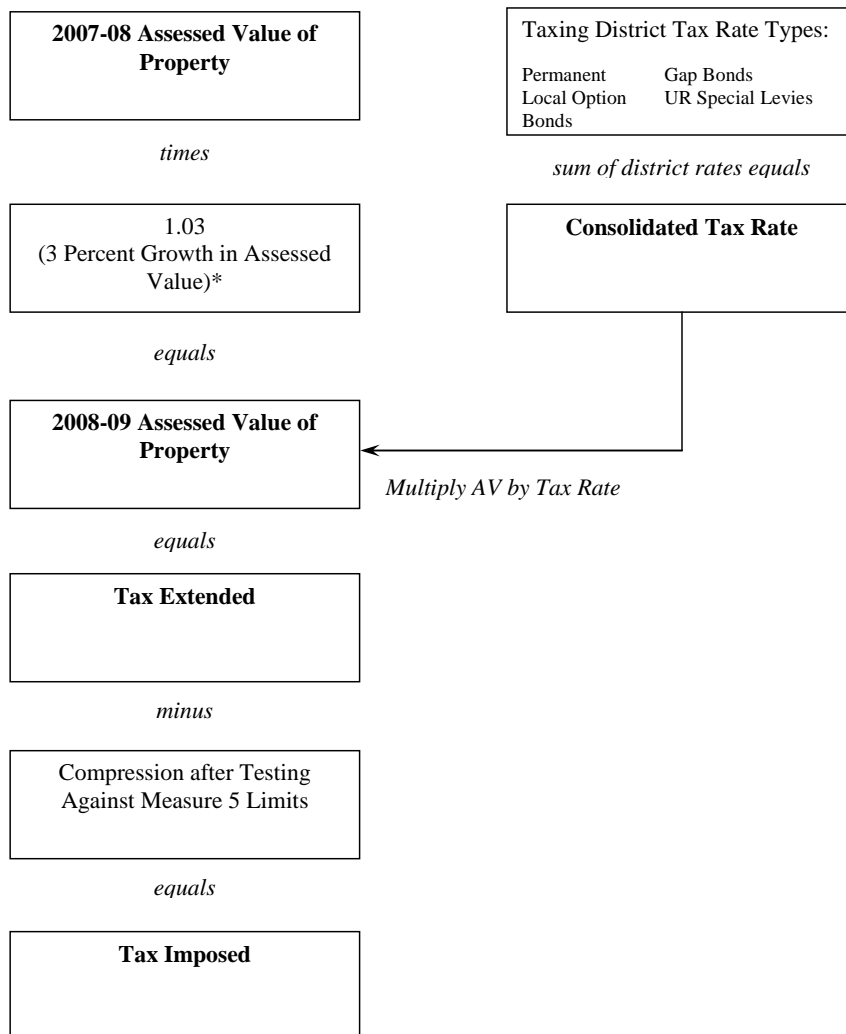 2007-08 Assessed Value of
Property
times
1.03
(3 Percent Growth in Assessed
Value)*
equals
2008-09 Assessed Value of
Property
equals
Tax Extended
minus
Compression after Testing
Against Measure 5 Limits
equals
Tax Imposed
Taxing District Tax Rate Types:
Permanent Gap Bonds
Local Option UR Special Levies
Bonds
sum of district rates equals
Consolidated Tax Rate
Multiply AV by Tax Rate